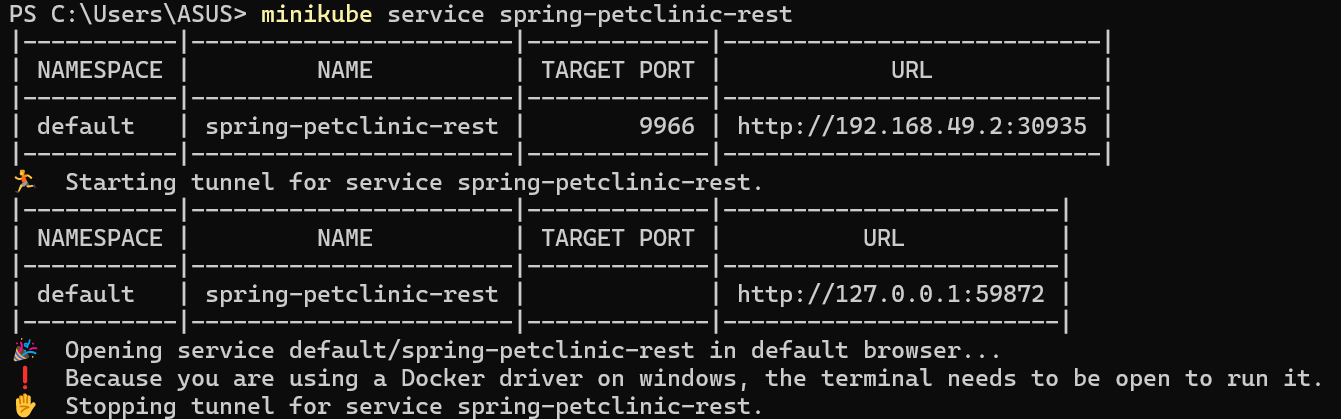 PS C:\Users\ASUS> minikube service spring-petclinic-rest
|-----------|-----------------------|-------------|---------------------------|
| NAMESPACE |         NAME          | TARGET PORT |            URL            |
|-----------|-----------------------|-------------|---------------------------|
| default   | spring-petclinic-rest |        9966 | http://192.168.49.2:30935 |
|-----------|-----------------------|-------------|---------------------------|
🏃  Starting tunnel for service spring-petclinic-rest.
|-----------|-----------------------|-------------|------------------------|
| NAMESPACE |         NAME          | TARGET PORT |          URL           |
|-----------|-----------------------|-------------|------------------------|
| default   | spring-petclinic-rest |             | http://127.0.0.1:59872 |
|-----------|-----------------------|-------------|------------------------|
🎉  Opening service default/spring-petclinic-rest in default browser...
❗  Because you are using a Docker driver on windows, the terminal needs to be open to run it.
✋  Stopping tunnel for service spring-petclinic-rest.